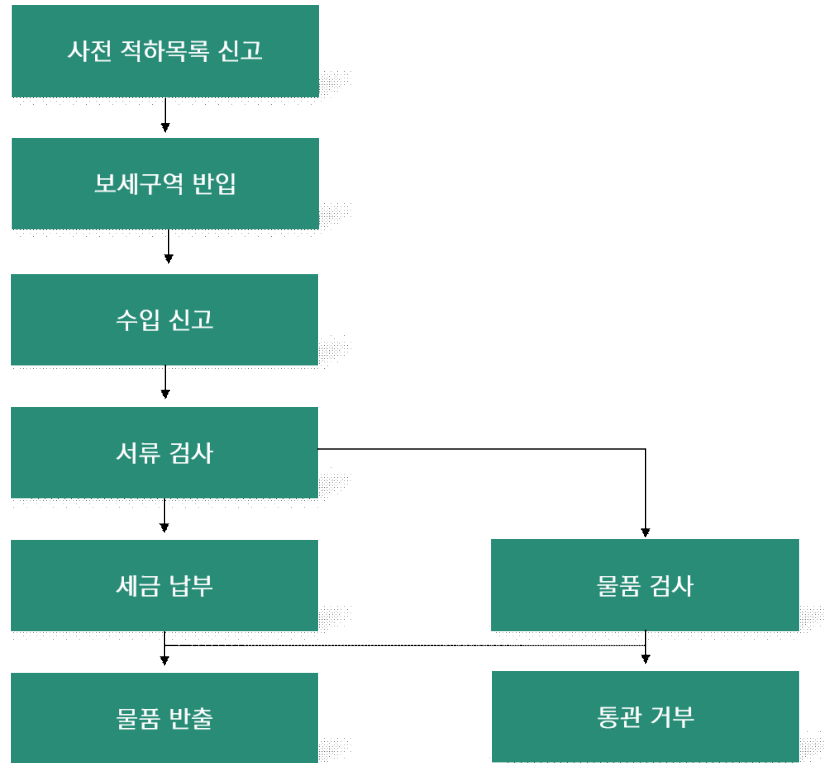 사전 적하목록 신고
보세구역 반입
수입 신고
서류 검사
세금 납부
물품 검사
물품 반출
통관 거부